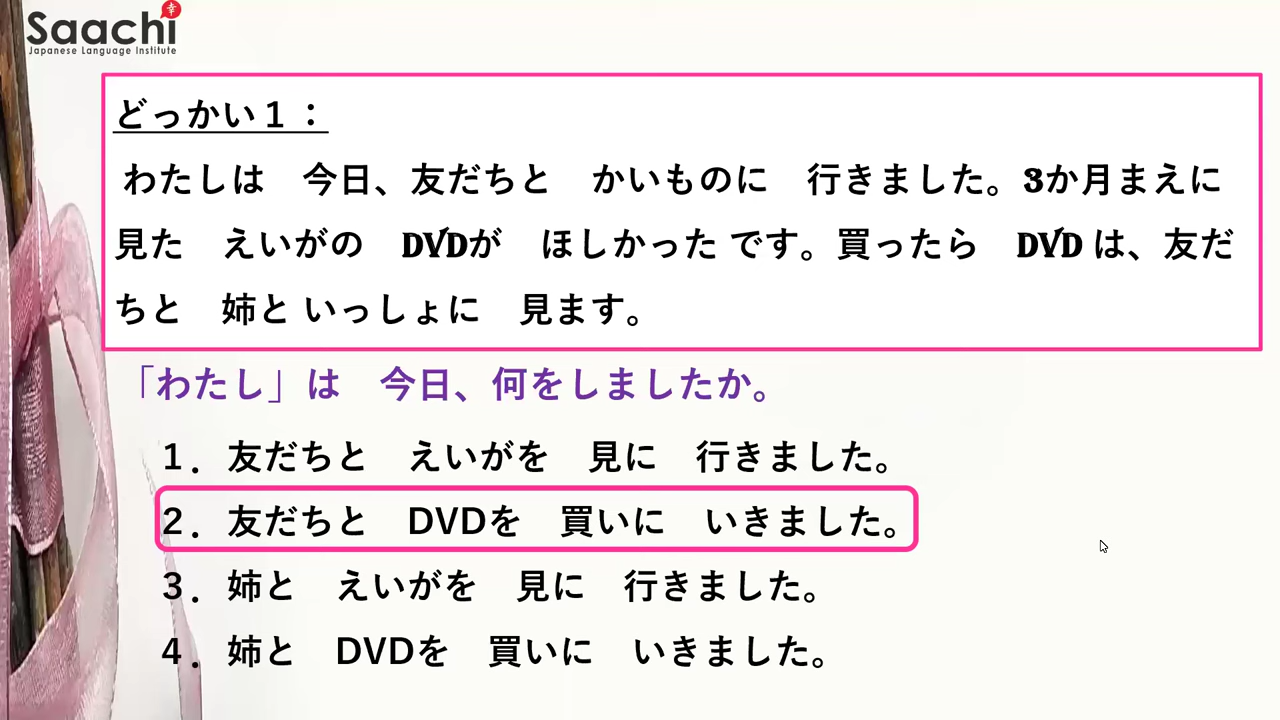 Saachi
幸
Japanese Language Institute
どっかい１：
わたしは　今日、友だちと　かいものに　行きました。3か月まえに
見た　えいがの　DVDが　ほしかった です。買ったら　DVD は、友だ
ちと　姉と いっしょに　見ます。
「わたし」は　今日、何をしましたか。
１．友だちと　えいがを　見に　行きました。
２．友だちと　DVDを　買いに　いきました。
３．姉と　えいがを　見に　行きました。
４．姉と　DVDを　買いに　いきました。